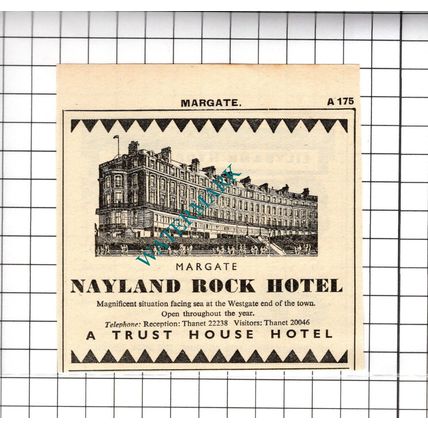 MARGATE.
A 175
WATERMARK
MARGATE
NAYLAND ROCK HOTEL
Magnificent situation facing sea at the Westgate end of the town.
Open throughout the year.
Telephone: Reception: Thanet 22238 Visitors: Thanet 20046
A TRUST HOUSE HOTEL